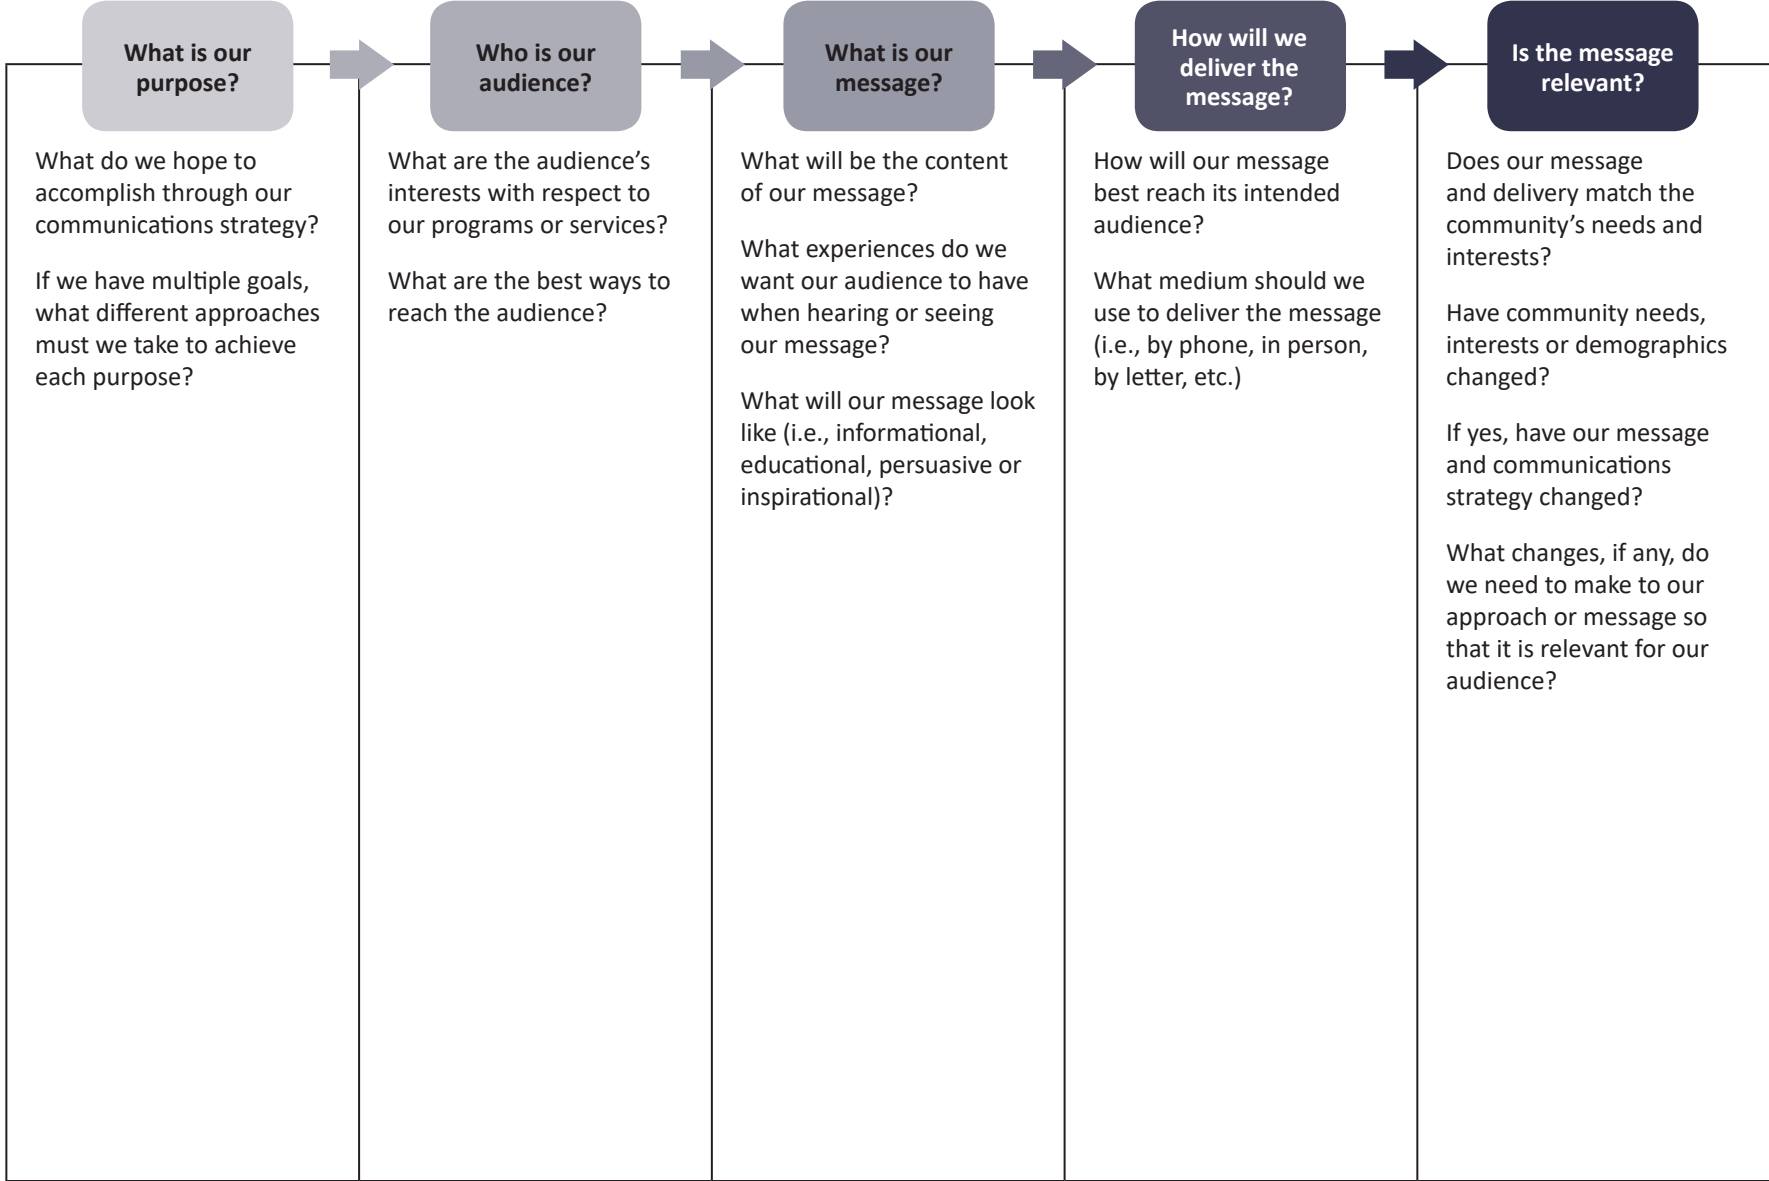 What is our
purpose?
Who is our
audience?
What is our
message?
How will we
deliver the
message?
Is the message
relevant?
What do we hope to
accomplish through our
communications strategy?
If we have multiple goals,
what different approaches
must we take to achieve
each purpose?
What are the audience’s
interests with respect to
our programs or services?
What are the best ways to
reach the audience?
What will be the content
of our message?
What experiences do we
want our audience to have
when hearing or seeing
our message?
What will our message look
like (i.e., informational,
educational, persuasive or
inspirational)?
How will our message
best reach its intended
audience?
What medium should we
use to deliver the message
(i.e., by phone, in person,
by letter, etc.)
Does our message
and delivery match the
community’s needs and
interests?
Have community needs,
interests or demographics
changed?
If yes, have our message
and communications
strategy changed?
What changes, if any, do
we need to make to our
approach or message so
that it is relevant for our
audience?